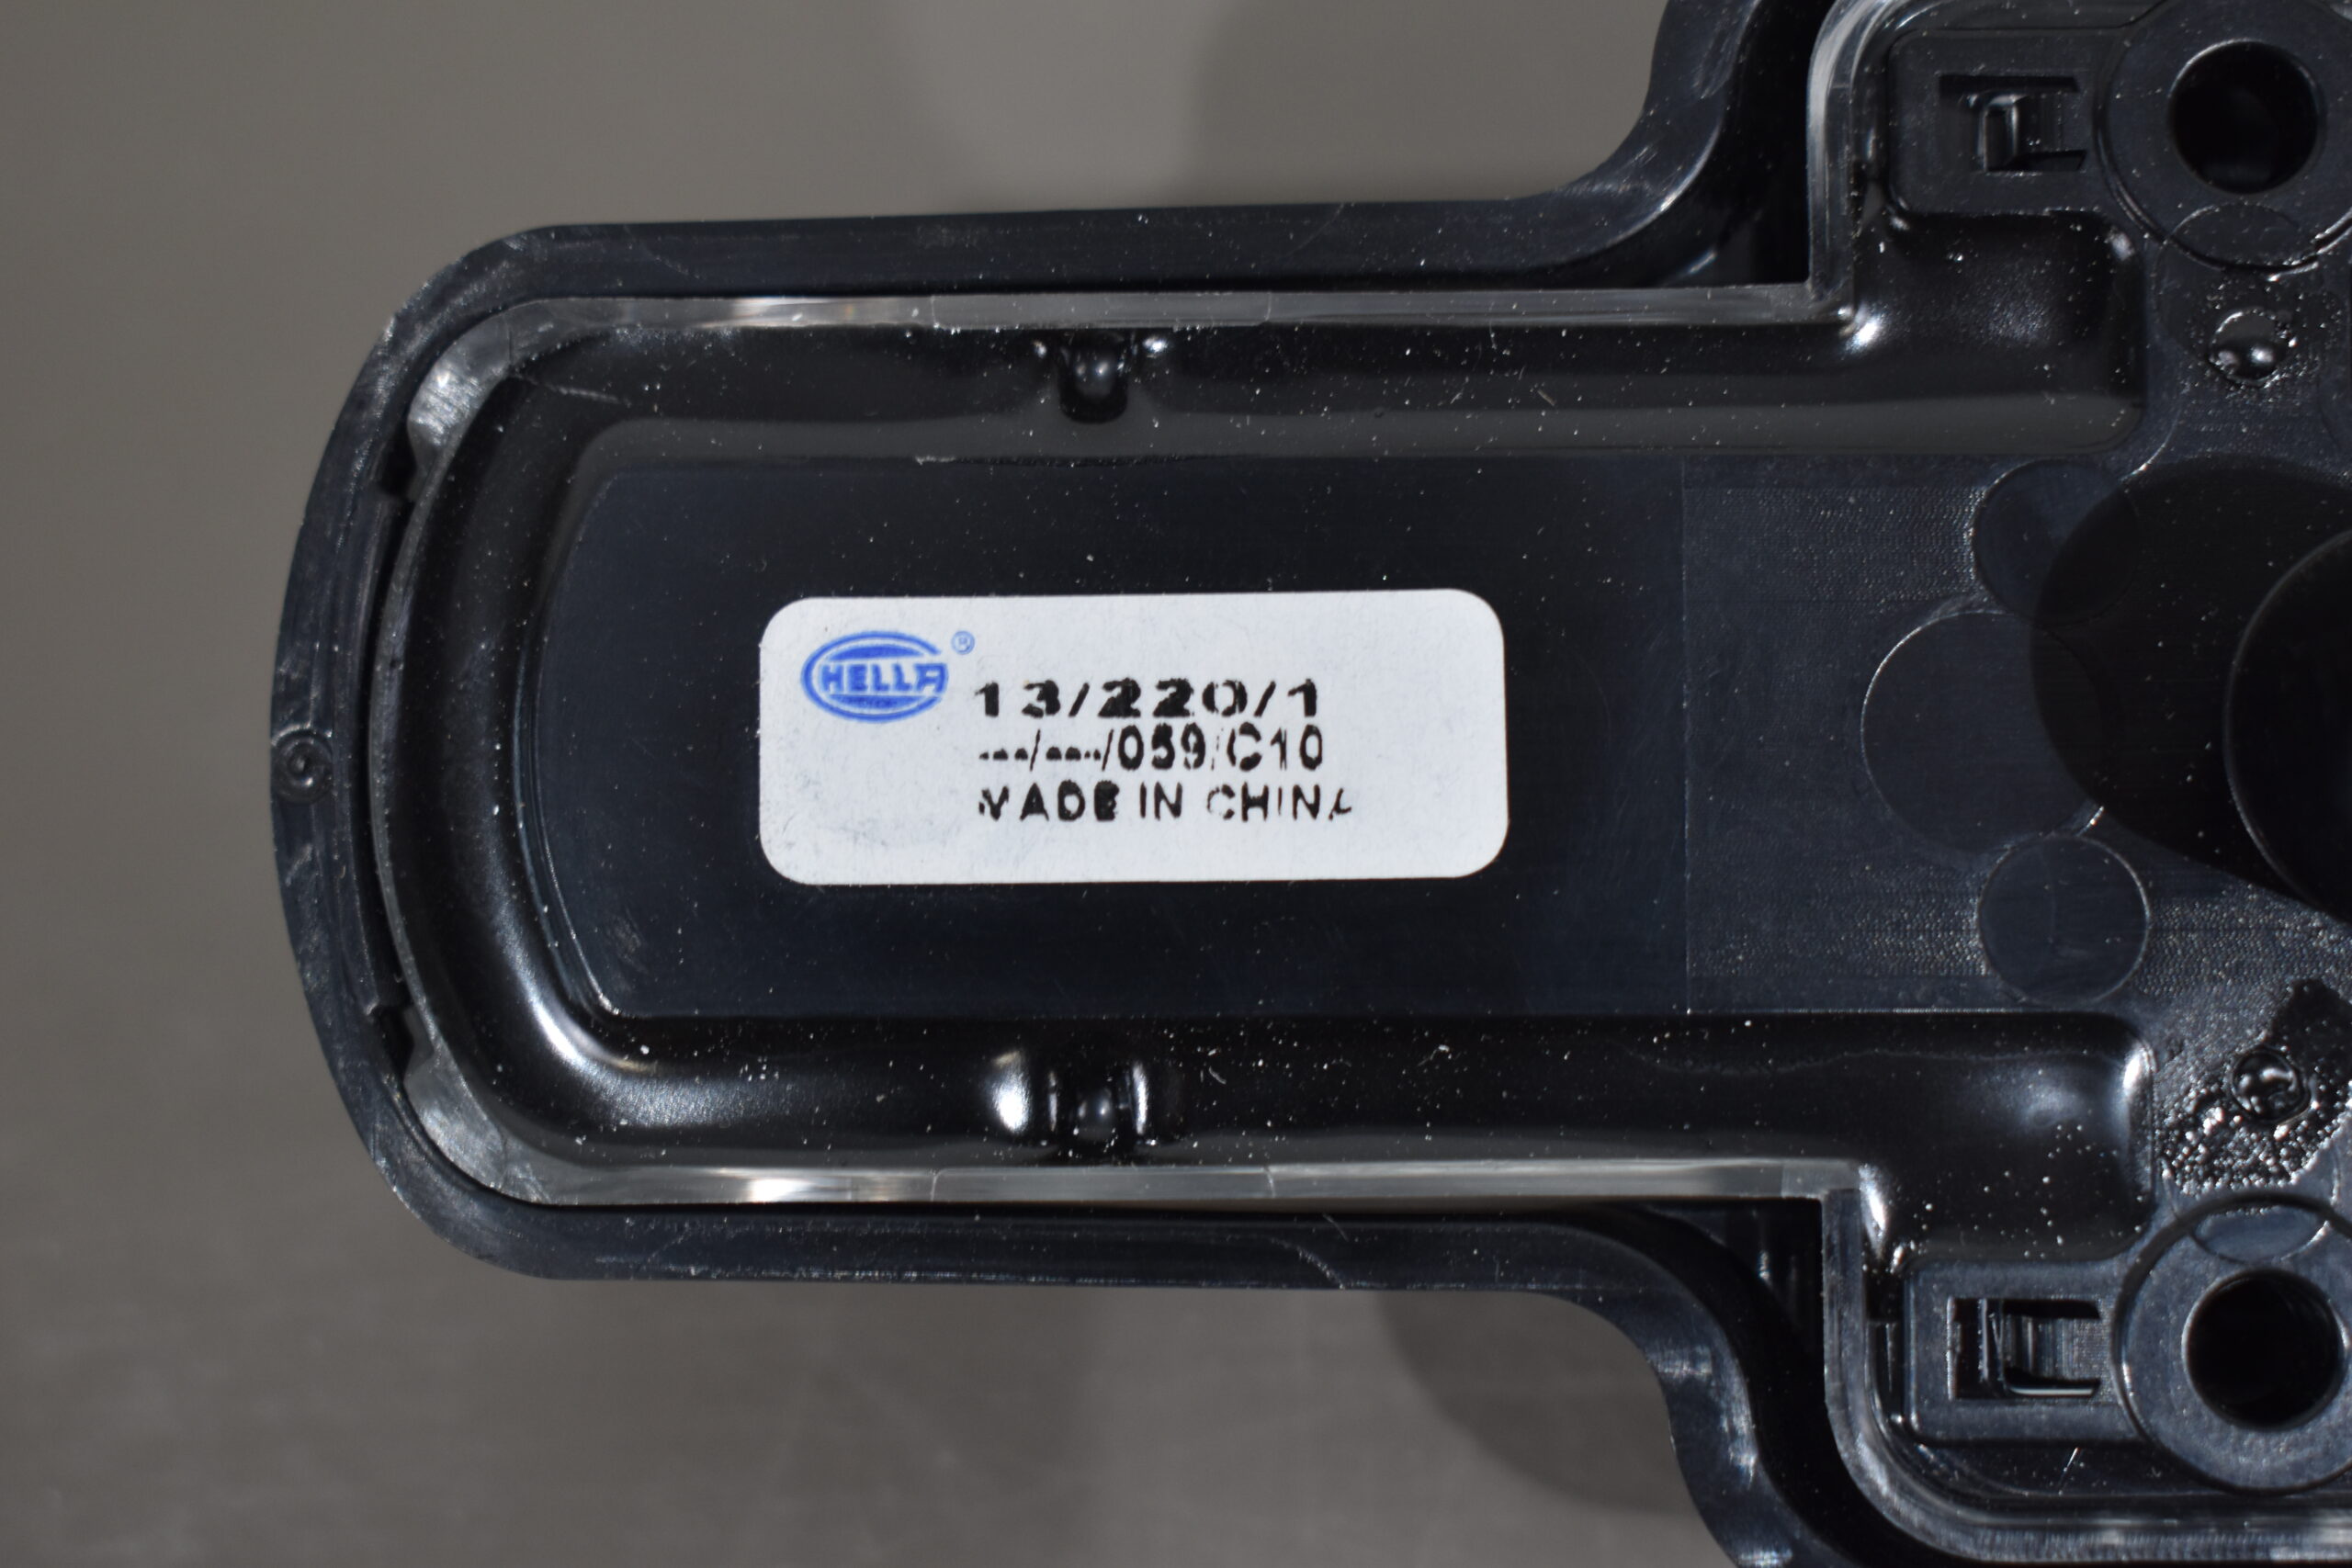 HELLA ®
13/220/1
---/---/059/C10
MADE IN CHINA